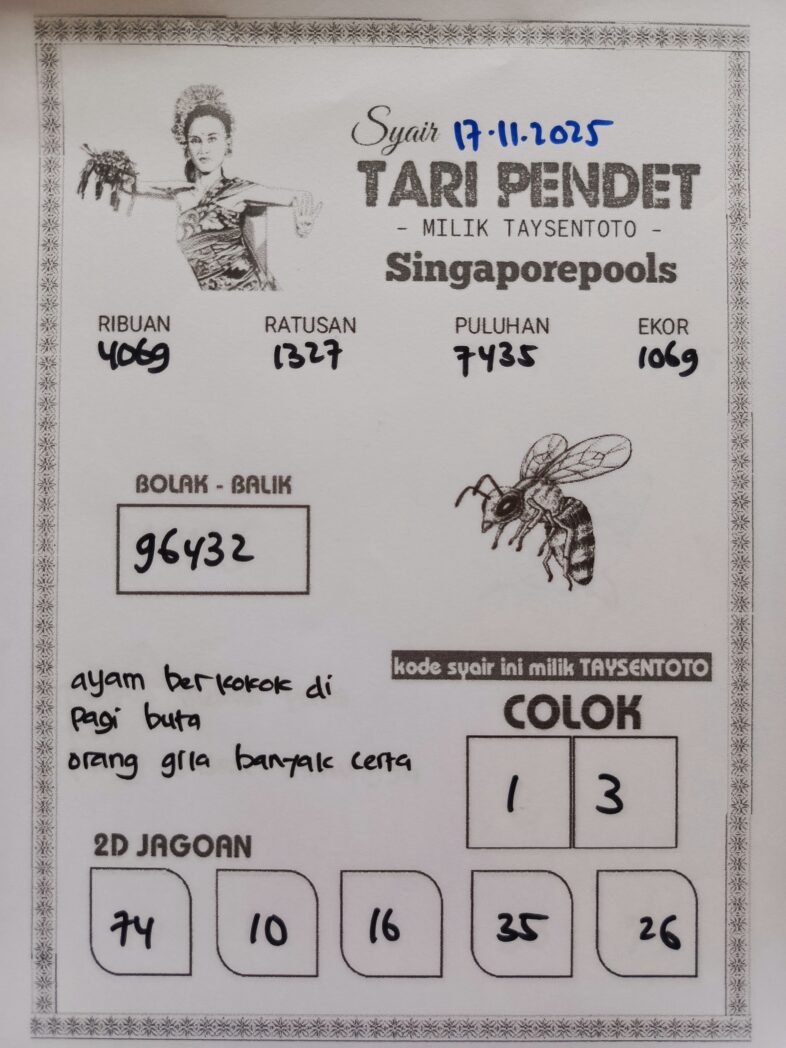 Syair 17.11.2025
TARI PENDET
- MILIK TAYSENTOTO -
Singaporepools
RIBUAN RATUSAN PULUHAN EKOR
4069 1327 7435 1069
BOLAK - BALIK
96432
kode syair ini milik TAYSENTOTO
ayam berkokok di
pagi buta
orang gila banyak certa
COLOK
1 3
2D JAGOAN
74 10 16 35 26